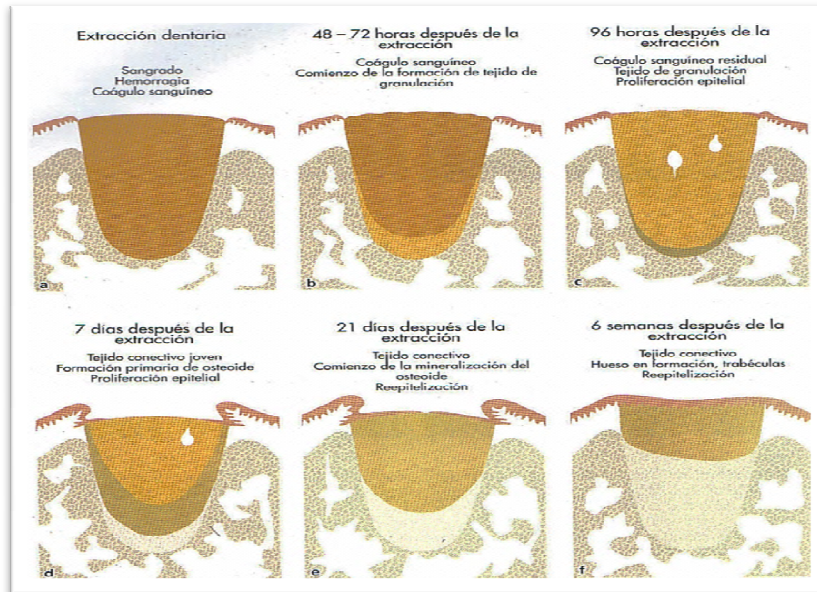 Extracción dentaria
Sangrado
Hemorragia
Coágulo sanguíneo
a
48 – 72 horas después de la
extracción
Coágulo sanguíneo
Comienzo de la formación de tejido de
granulación
b
96 horas después de la
extracción
Coágulo sanguíneo residual
Tejido de granulación
Proliferación epitelial
c
7 días después de la
extracción
Tejido conectivo joven
Formación primaria de osteoide
Proliferación epitelial
d
21 días después de la
extracción
Tejido conectivo
Comienzo de la mineralización del
osteoide
Reepitelización
e
6 semanas después de la
extracción
Tejido conectivo
Hueso en formación, trabéculas
Reepitelización
f